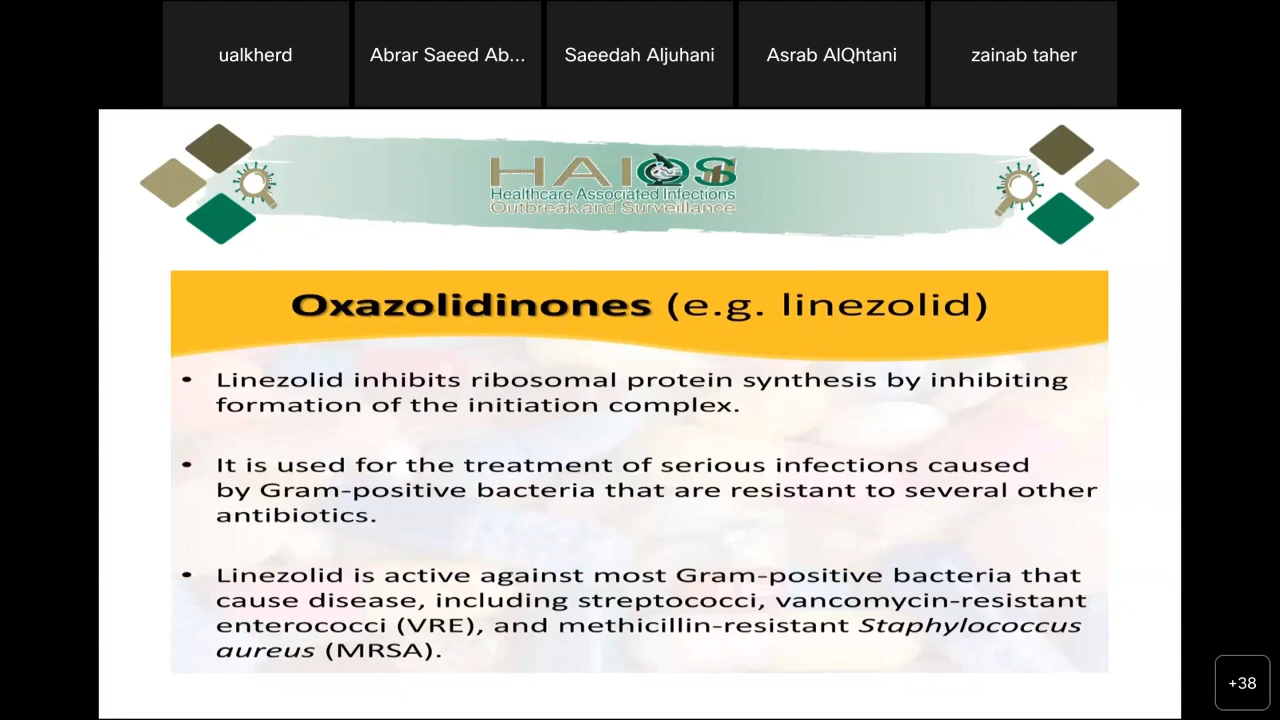 ualkherd
Abrar Saeed Ab...
Saeedah Aljuhani
Asrab AlQhtani
zainab taher
HAIOS
Healthcare Associated Infections
Outbreak and Surveillance
Oxazolidinones (e.g. linezolid)
• Linezolid inhibits ribosomal protein synthesis by inhibiting
formation of the initiation complex.
• It is used for the treatment of serious infections caused
by Gram-positive bacteria that are resistant to several other
antibiotics.
• Linezolid is active against most Gram-positive bacteria that
cause disease, including streptococci, vancomycin-resistant
enterococci (VRE), and methicillin-resistant Staphylococcus
aureus (MRSA).
+38